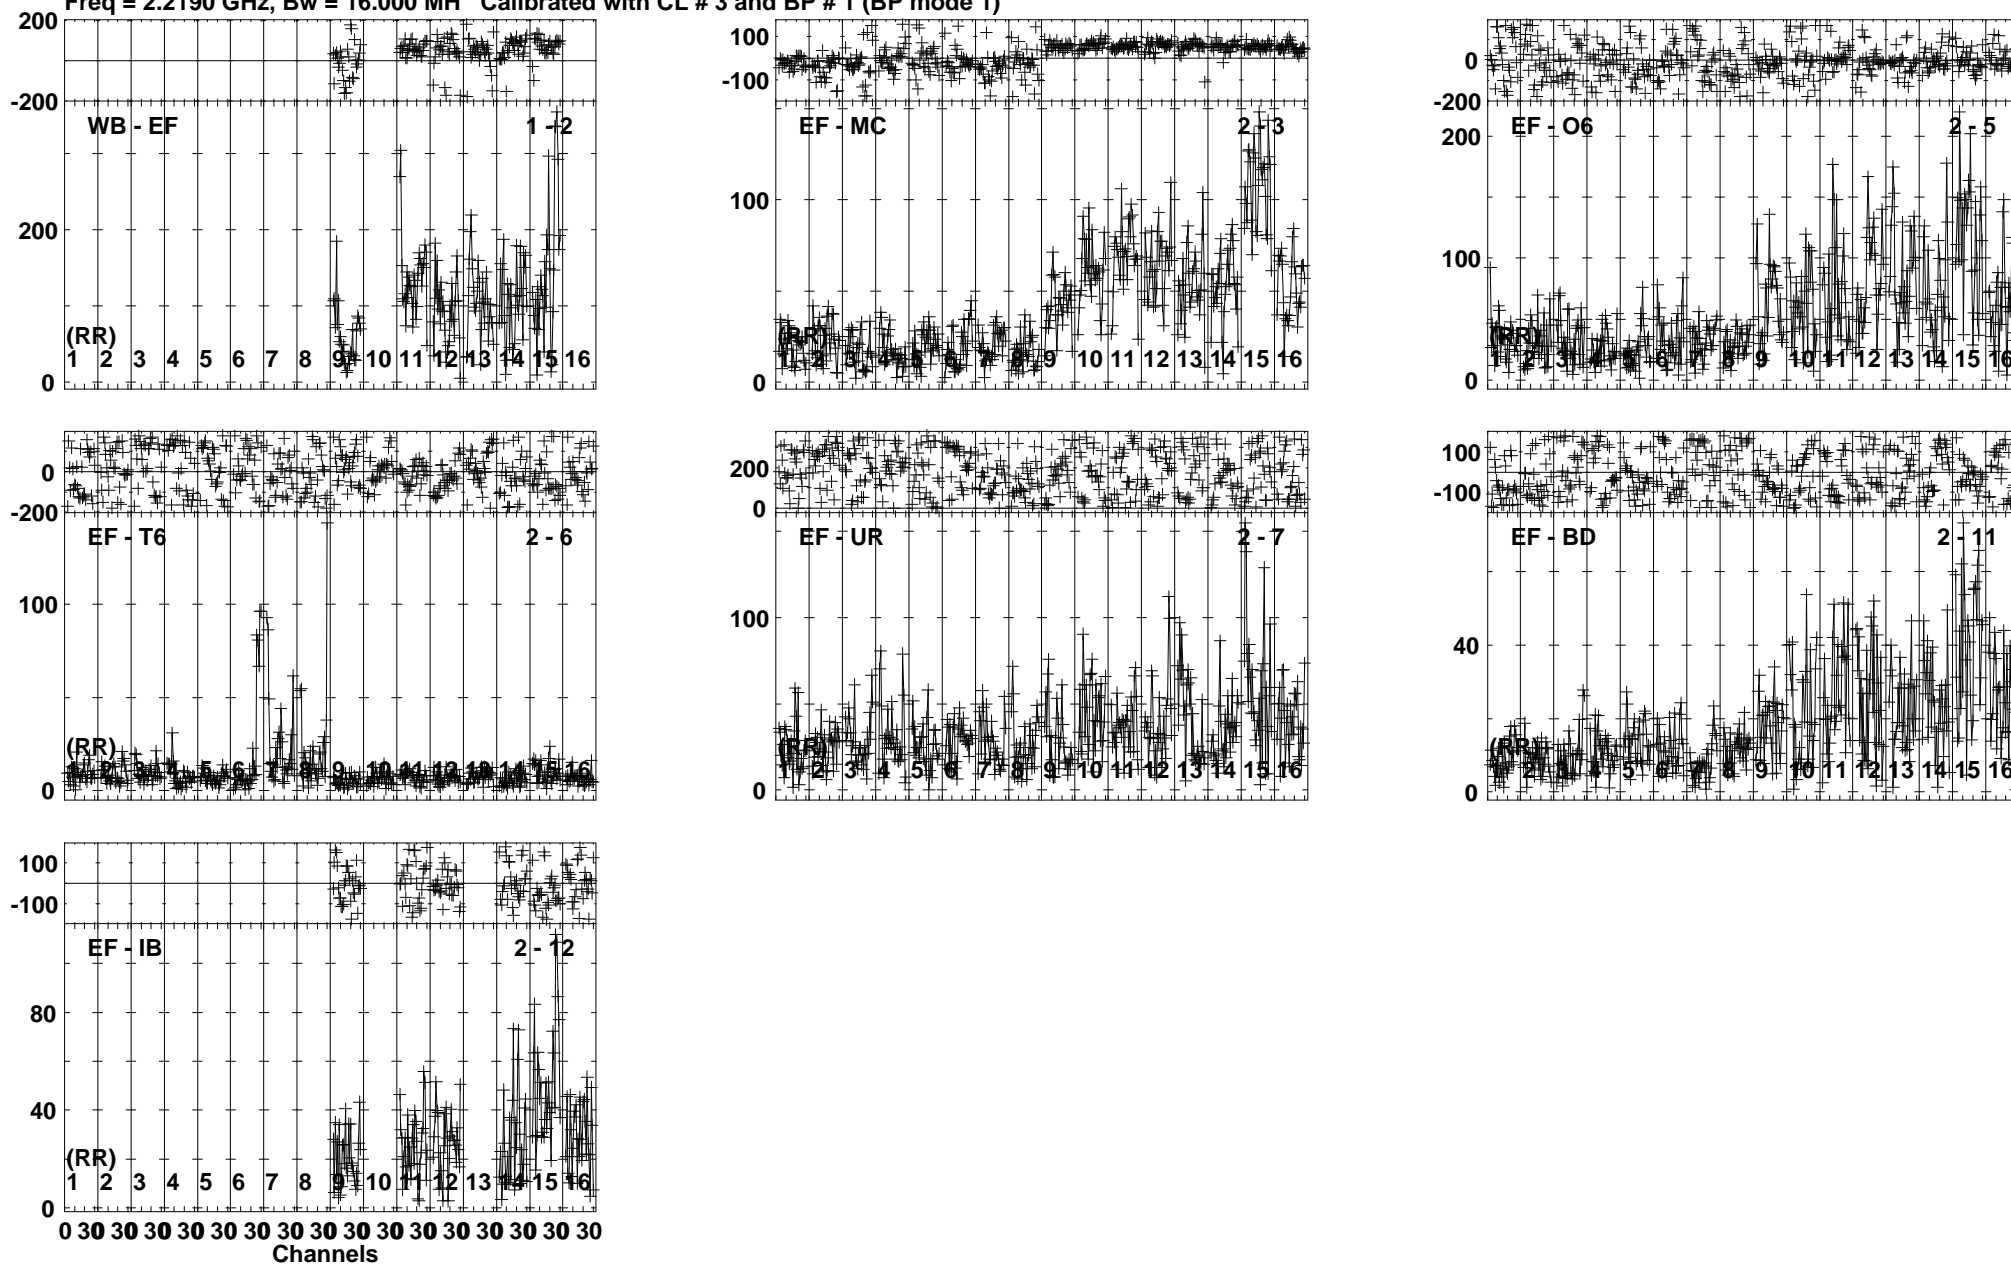 Freq = 2.2190 GHz, Bw = 16.000 MH Calibrated with CL # 3 and BP # 1 (BP mode 1)
200
-200
WB - EF 1 - 2
200
(RR)
1 2 3 4 5 6 7 8 9 10 11 12 13 14 15 16
0
100
-100
EF - MC 2 - 3
100
(RR)
1 2 3 4 5 6 7 8 9 10 11 12 13 14 15 16
0
0
-200
EF - O6 2 - 5
200
100
(RR)
1 2 3 4 5 6 7 8 9 10 11 12 13 14 15 16
0
0
-200
EF - T6 2 - 6
100
(RR)
1 2 3 4 5 6 7 8 9 10 11 12 13 14 15 16
0
200
0
EF - UR 2 - 7
100
(RR)
1 2 3 4 5 6 7 8 9 10 11 12 13 14 15 16
0
100
-100
EF - BD 2 - 11
40
(RR)
1 2 3 4 5 6 7 8 9 10 11 12 13 14 15 16
0
100
-100
EF - IB 2 - 12
80
40
(RR)
1 2 3 4 5 6 7 8 9 10 11 12 13 14 15 16
0
0 30 30 30 30 30 30 30 30 30 30 30 30 30 30 30 30
Channels